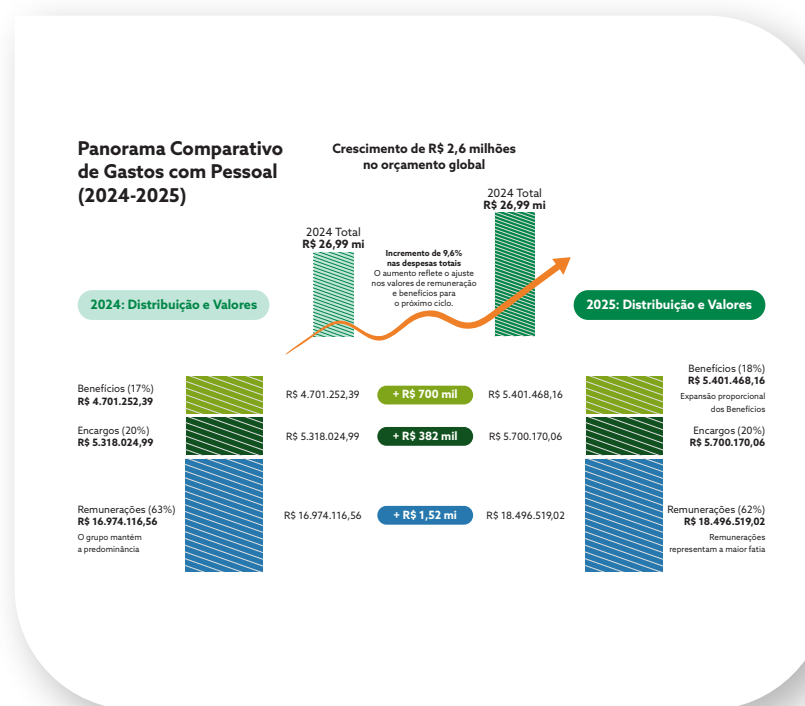 Panorama Comparativo
de Gastos com Pessoal
(2024-2025)
Crescimento de R$ 2,6 milhões
no orçamento global
2024 Total
R$ 26,99 mi
2024 Total
R$ 26,99 mi
Incremento de 9,6%
nas despesas totais
O aumento reflete o ajuste
nos valores de remuneração
e benefícios para
o próximo ciclo.
2024: Distribuição e Valores
2025: Distribuição e Valores
Benefícios (17%)
R$ 4.701.252,39
R$ 4.701.252,39
+ R$ 700 mil
R$ 5.401.468,16
Benefícios (18%)
R$ 5.401.468,16
Expansão proporcional
dos Benefícios
Encargos (20%)
R$ 5.318.024,99
R$ 5.318.024,99
+ R$ 382 mil
R$ 5.700.170,06
Encargos (20%)
R$ 5.700.170,06
Remunerações (63%)
R$ 16.974.116,56
O grupo mantém
a predominância
R$ 16.974.116,56
+ R$ 1,52 mi
R$ 18.496.519,02
Remunerações (62%)
R$ 18.496.519,02
Remunerações
representam a maior fatia